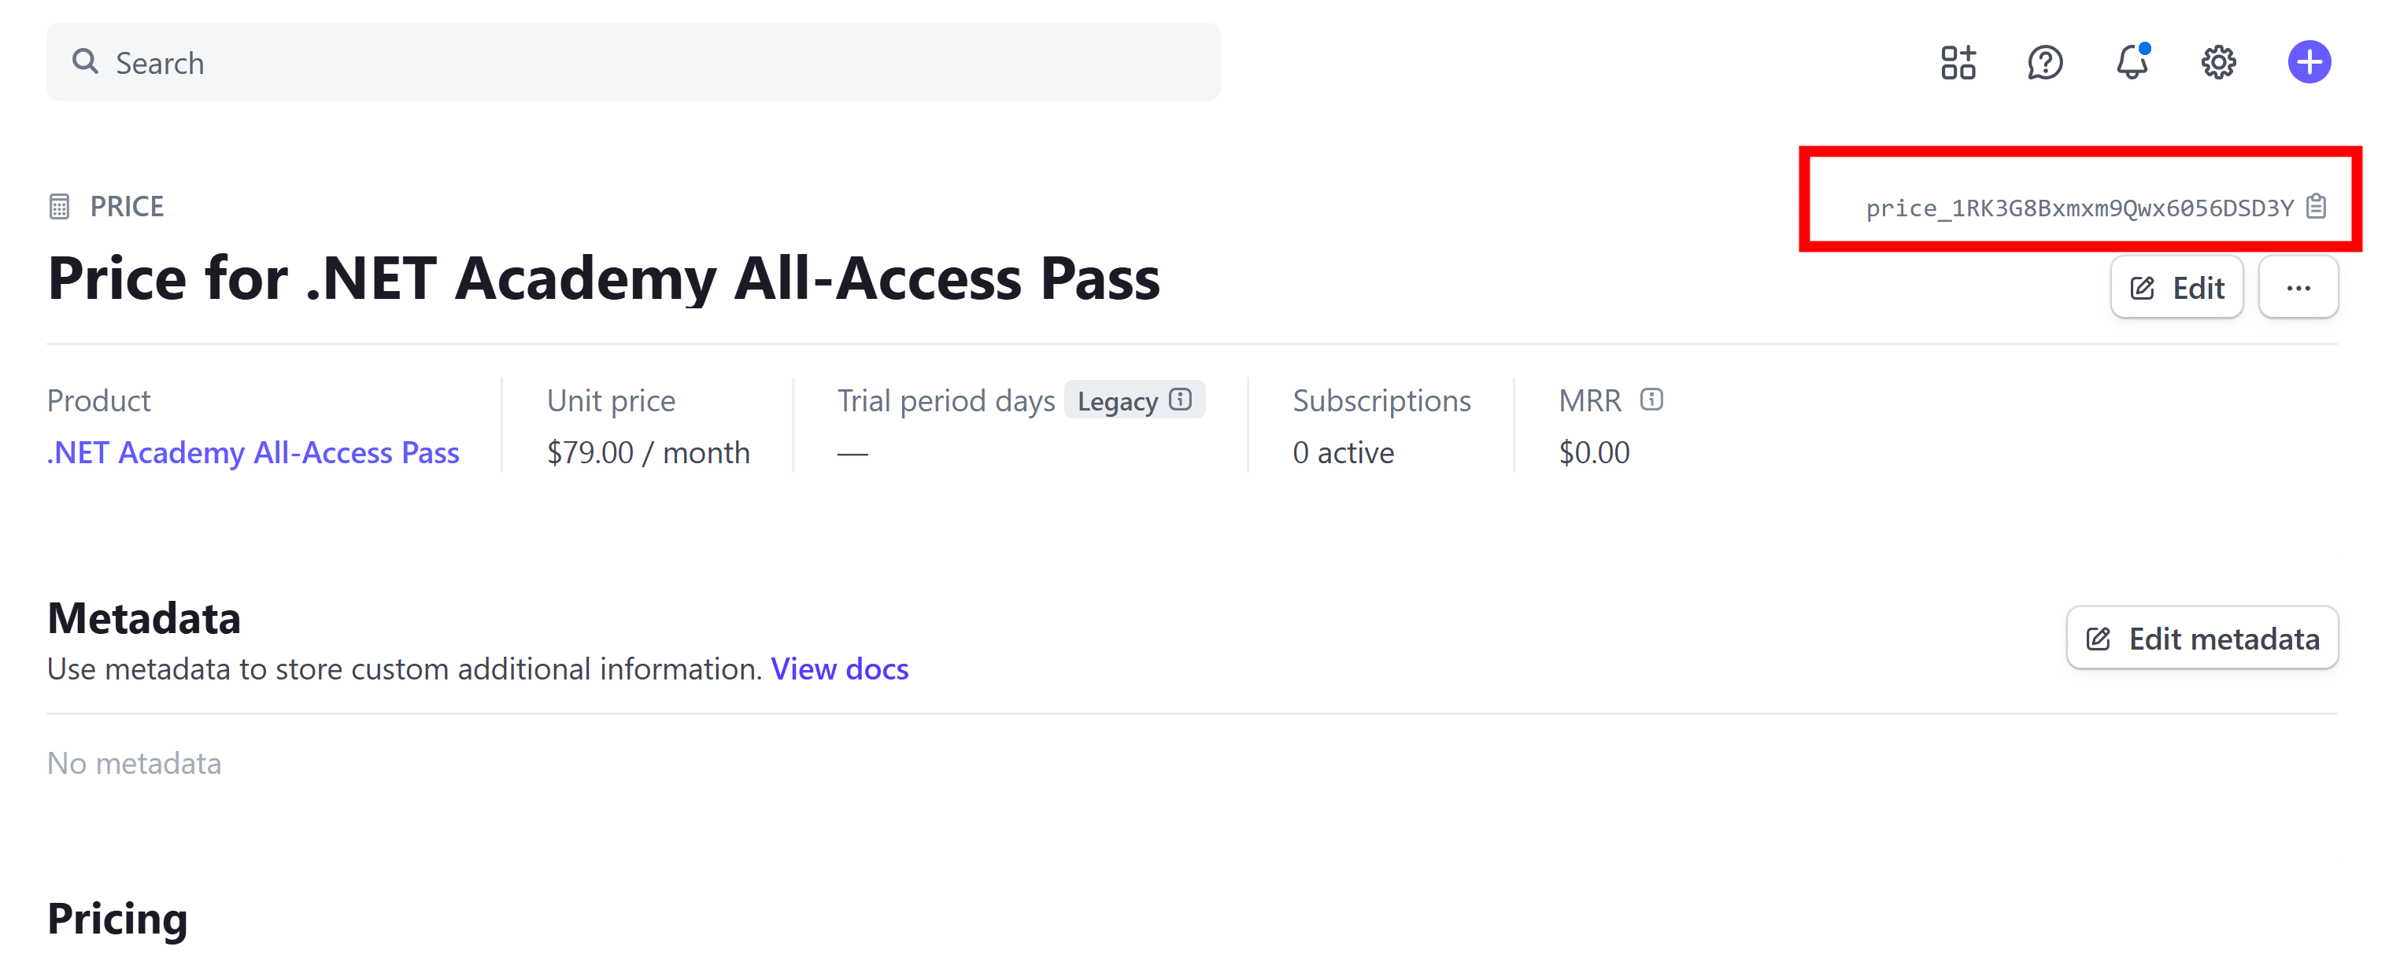 Search
PRICE
price_1RK3G8Bxmxm9Qwx6056DSD3Y
Price for .NET Academy All-Access Pass
Edit
Product
Unit price
Trial period days Legacy
Subscriptions
MRR
.NET Academy All-Access Pass
$79.00 / month
—
0 active
$0.00
Metadata
Use metadata to store custom additional information. View docs
Edit metadata
No metadata
Pricing